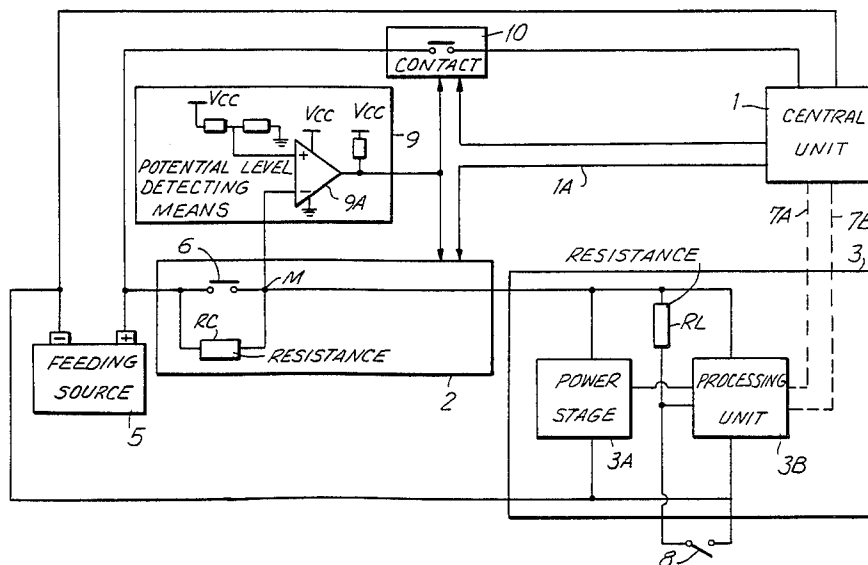 10
CONTACT
VCC
VCC
VCC
9
1
CENTRAL
UNIT
+
LEVEL
POTENTIAL
DETECTING
MEANS
−
9A
1A
7A
7B
3
6
M
RESISTANCE
RC
RESISTANCE
RL
− +
FEEDING
SOURCE
5
2
POWER
STAGE
3A
PROCESSING
UNIT
3B
8